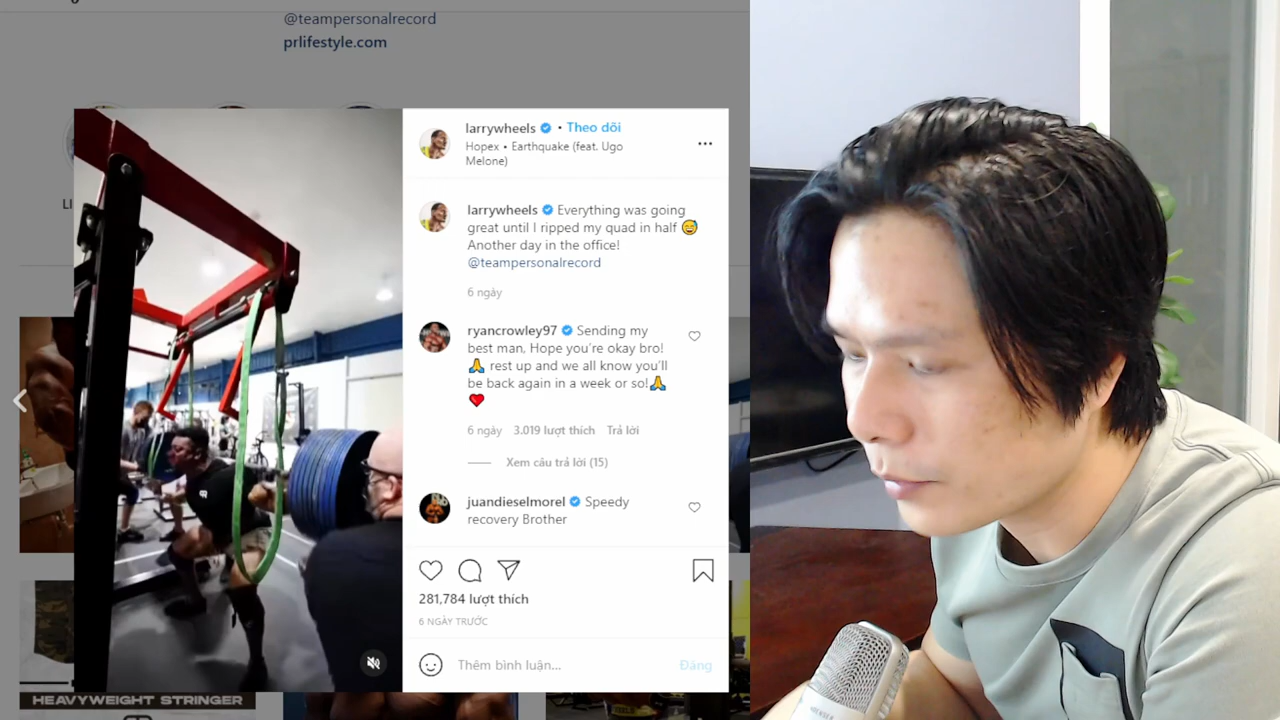 @teampersonalrecord
prlifestyle.com
larrywheels • Theo dõi
Hopex • Earthquake (feat. Ugo
Melone)
larrywheels Everything was going
great until I ripped my quad in half 😅
Another day in the office!
@teampersonalrecord
6 ngày
ryancrowley97 Sending my
best man, Hope you're okay bro!
🙏 rest up and we all know you'll
be back again in a week or so!🙏
❤️
6 ngày 3.019 lượt thích Trả lời
Xem câu trả lời (15)
juandieselmorel Speedy
recovery Brother
281,784 lượt thích
6 NGÀY TRƯỚC
Thêm bình luận... Đăng
HEAVYWEIGHT STRINGER